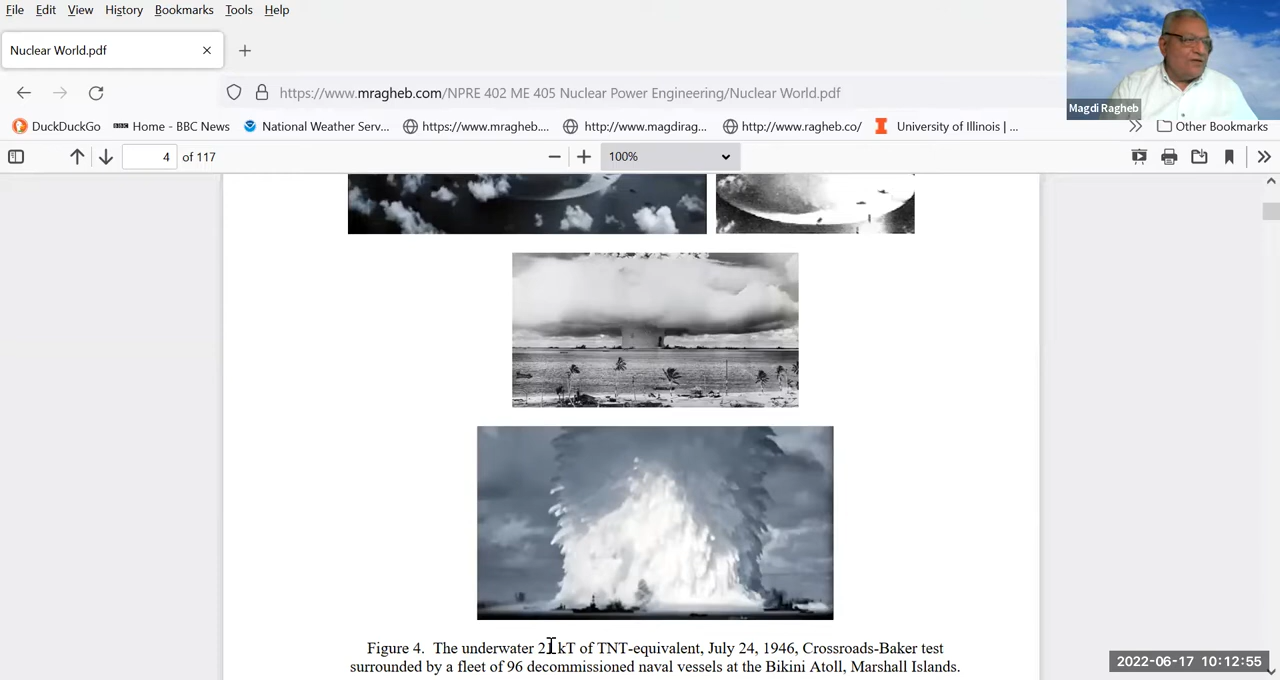 File Edit View History Bookmarks Tools Help
Nuclear World.pdf
https://www.mragheb.com/NPRE 402 ME 405 Nuclear Power Engineering/Nuclear World.pdf
Magdi Ragheb
DuckDuckGo BBC Home - BBC News National Weather Serv... https://www.mragheb.... http://www.magdirag... http://www.ragheb.co/ University of Illinois | ... Other Bookmarks
4 of 117 100%
Figure 4. The underwater kT of TNT-equivalent, July 24, 1946, Crossroads-Baker test
surrounded by a fleet of 96 decommissioned naval vessels at the Bikini Atoll, Marshall Islands.
2022-06-17 10:12:55